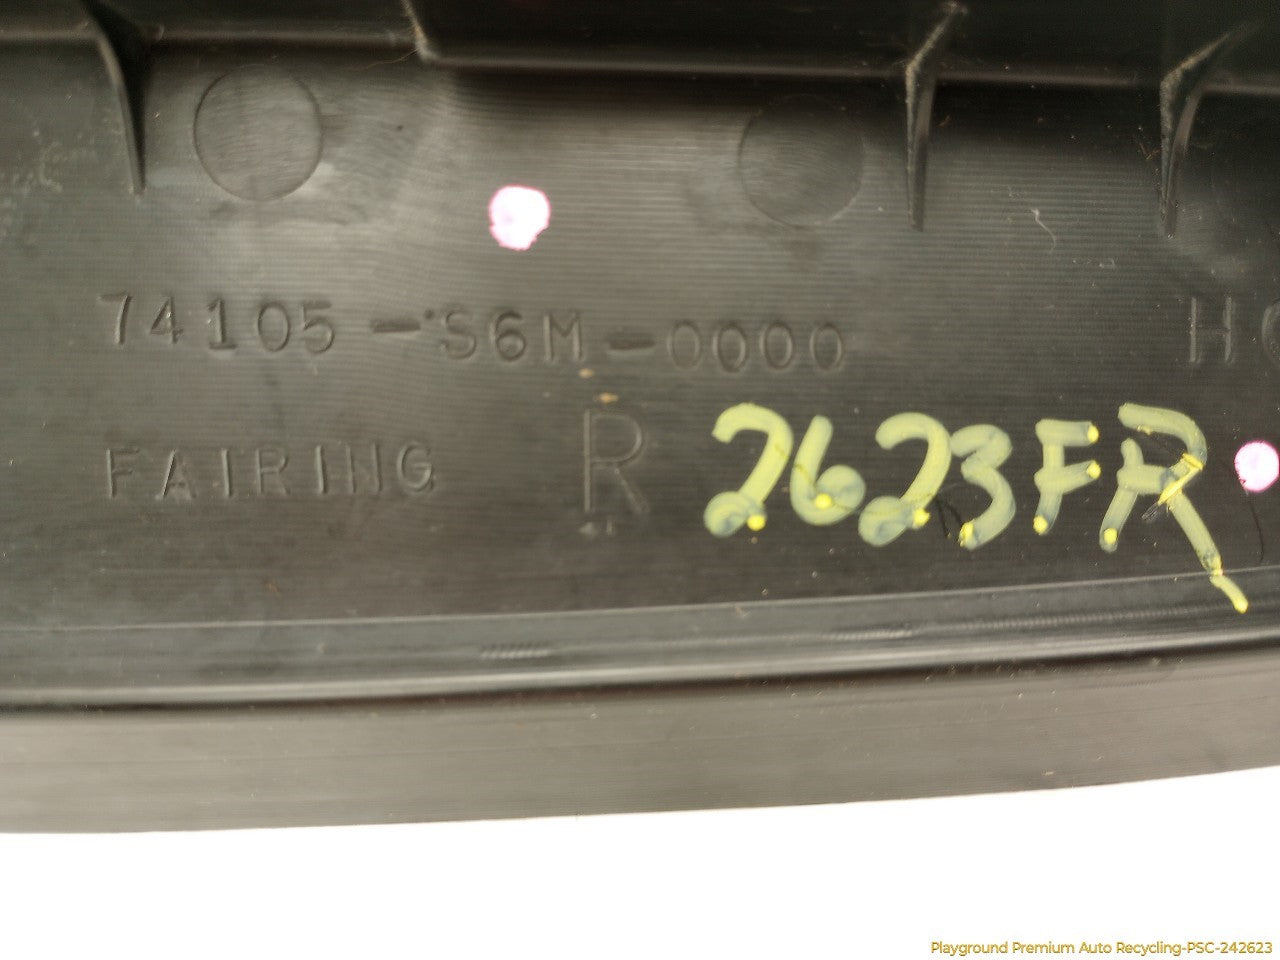 74105-S6M-0000
FAIRING R
2623FR
Playground Premium Auto Recycling-PSC-242623